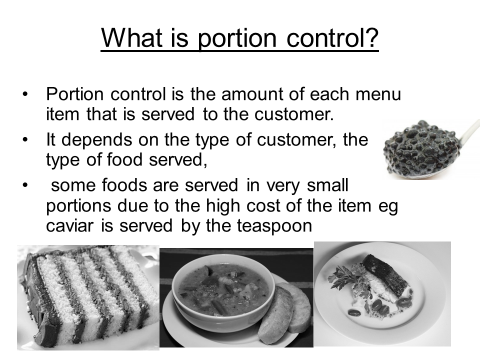 What is portion control?
• Portion control is the amount of each menu
item that is served to the customer.
• It depends on the type of customer, the
type of food served,
• some foods are served in very small
portions due to the high cost of the item eg
caviar is served by the teaspoon